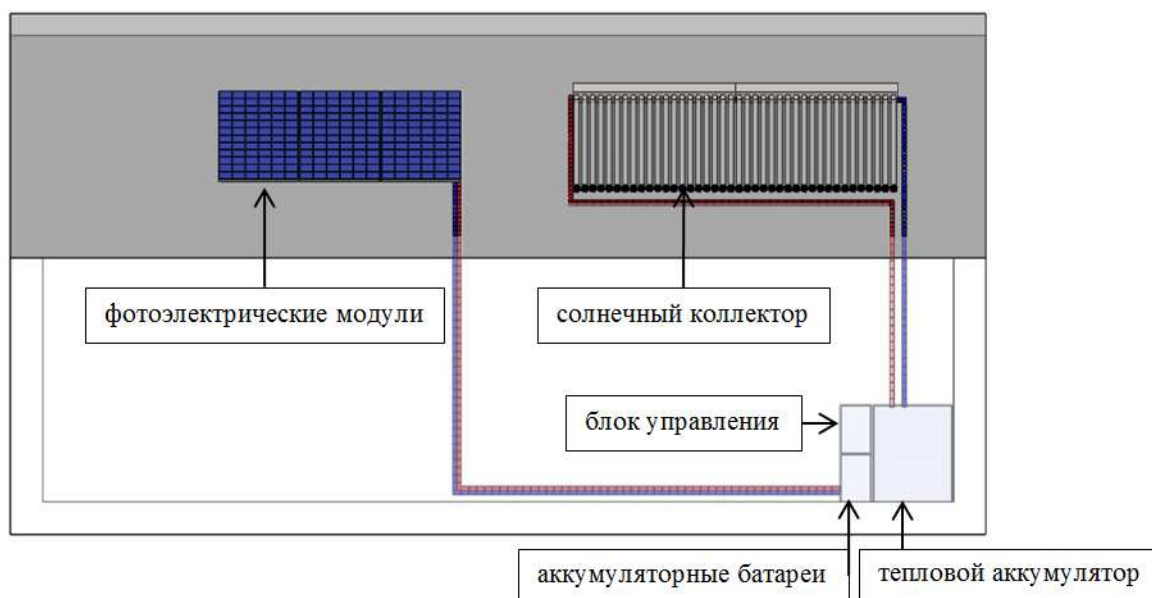 фотоэлектрические модули
солнечный коллектор
блок управления
аккумуляторные батареи
тепловой аккумулятор